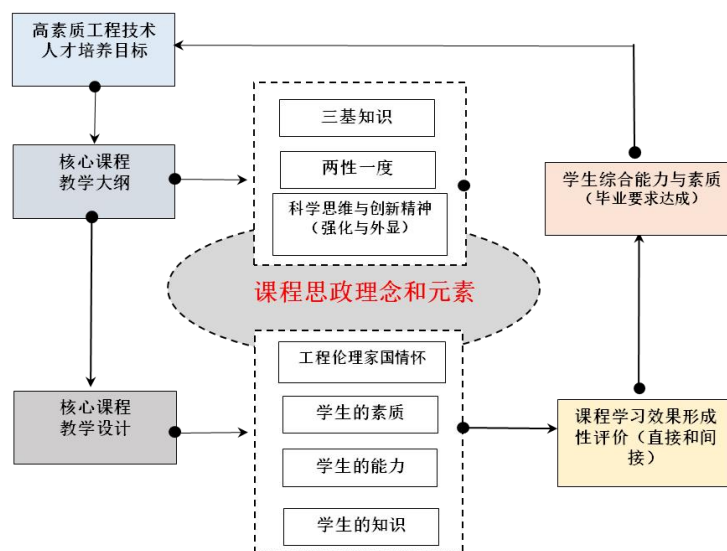 高素质工程技术
人才培养目标
三基知识
核心课程
教学大纲
两性一度
科学思维与创新精神
（强化与外显）
学生综合能力与素质
（毕业要求达成）
课程思政理念和元素
工程伦理家国情怀
核心课程
教学设计
学生的素质
学生的能力
学生的知识
课程学习效果形成
性评价（直接和间
接）